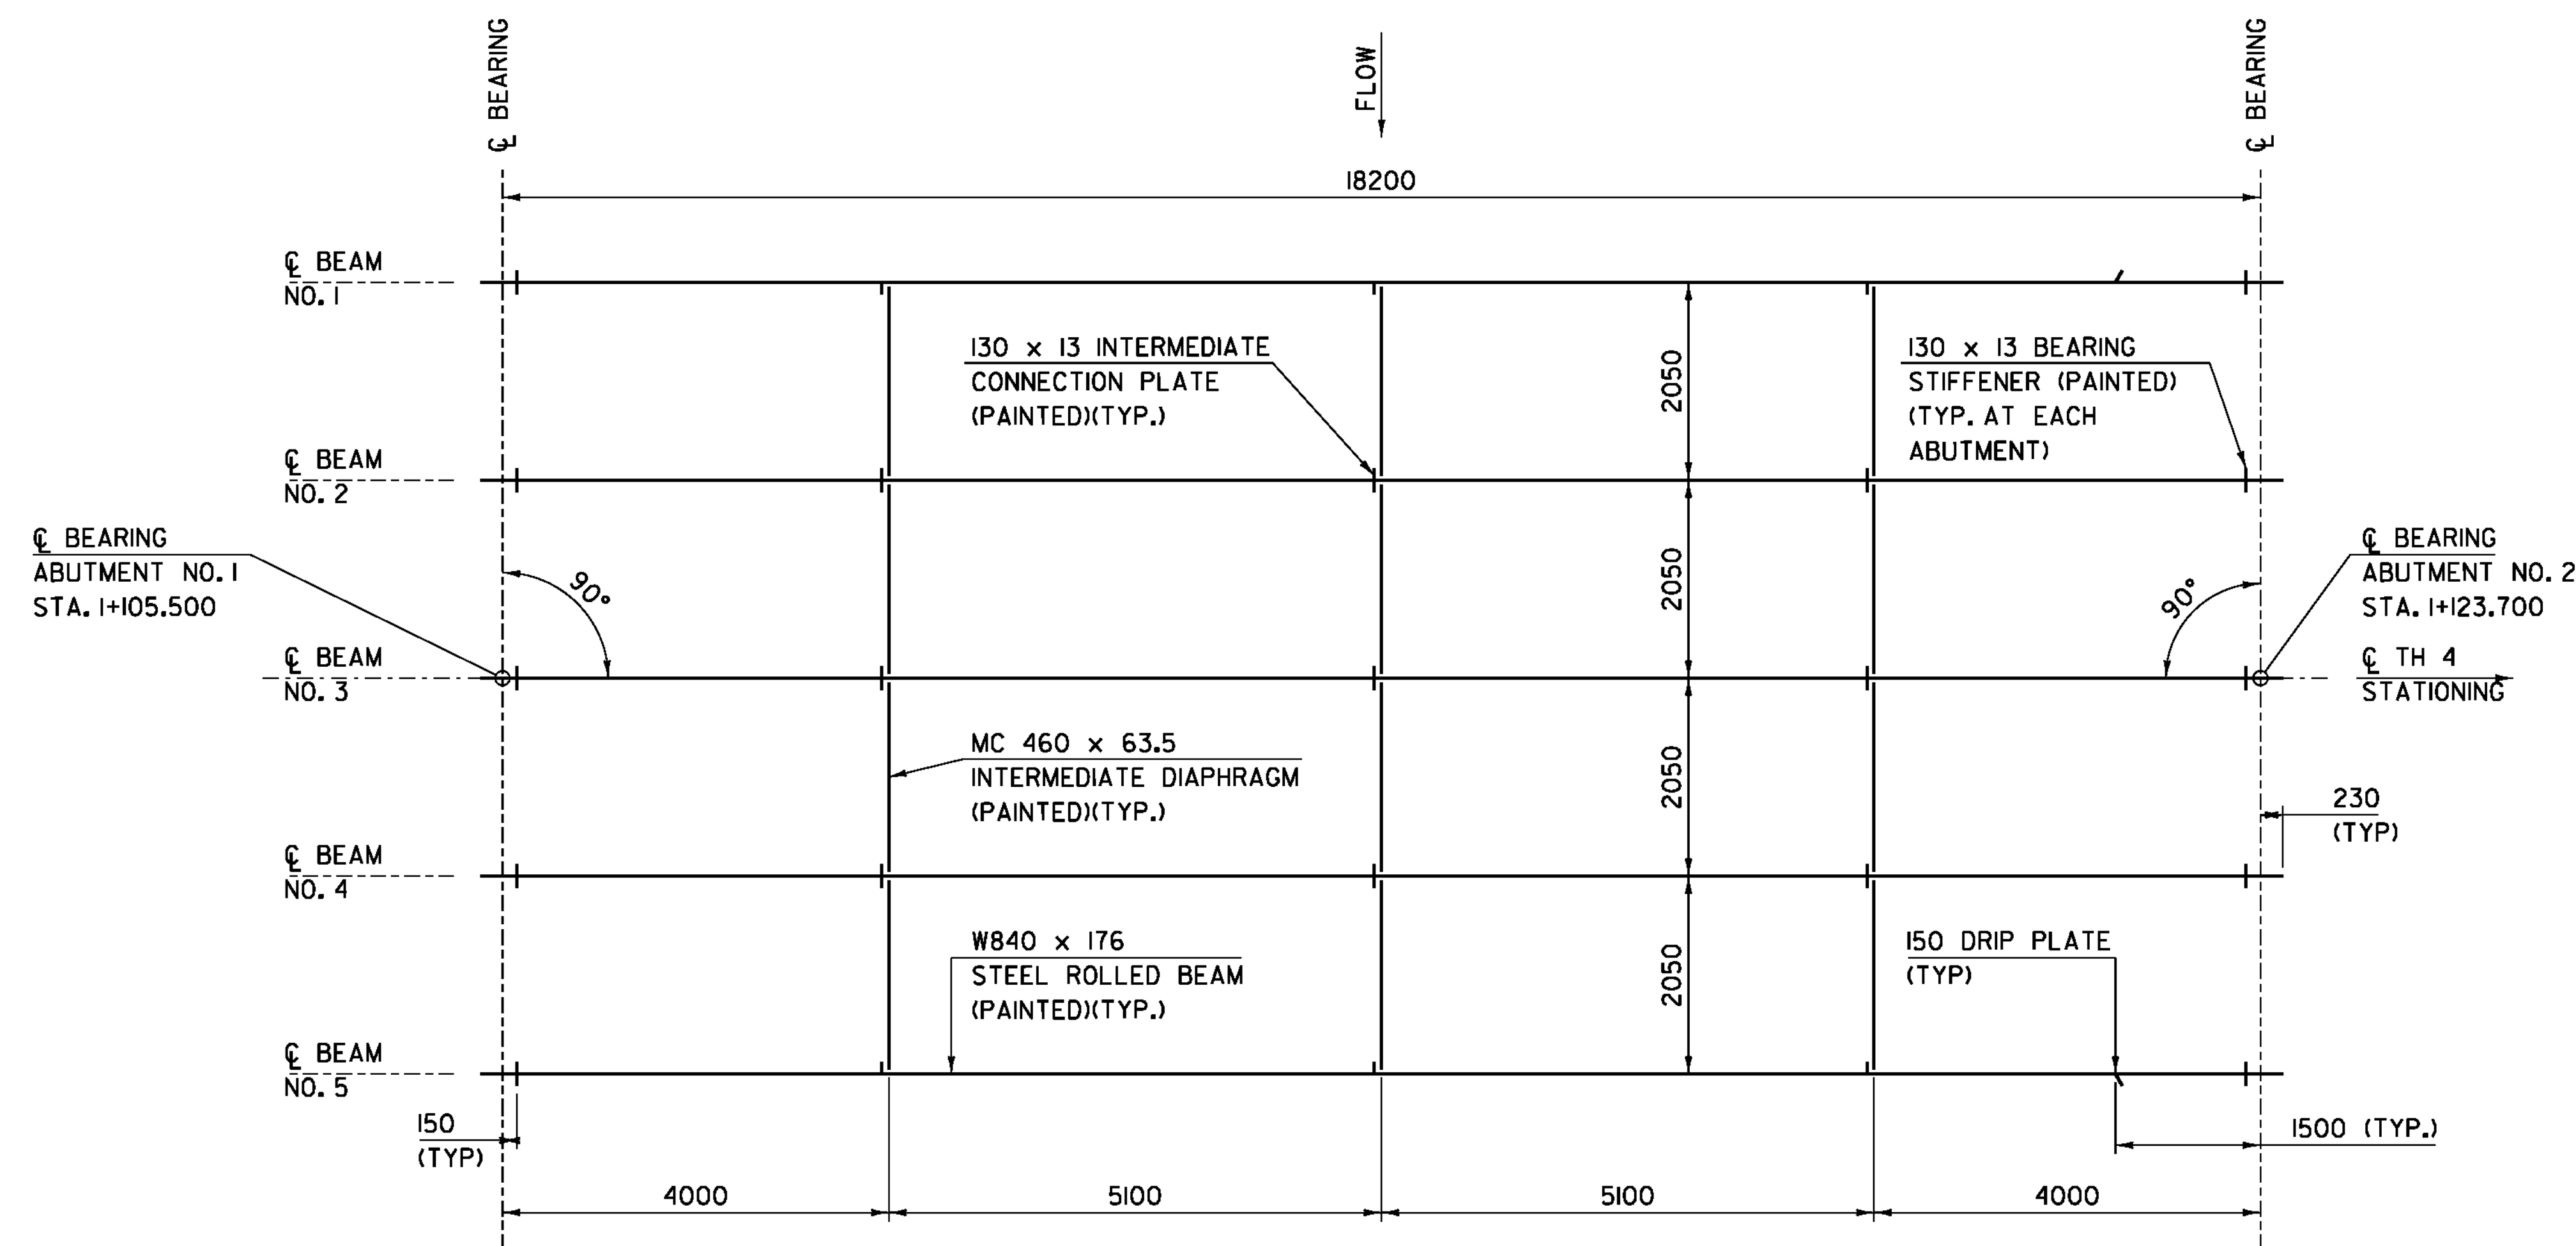 ℄ BEARING
FLOW
℄ BEARING
18200
℄ BEAM
NO. 1
130 x 13 INTERMEDIATE
CONNECTION PLATE
(PAINTED)(TYP.)
2050
130 x 13 BEARING
STIFFENER (PAINTED)
(TYP. AT EACH
ABUTMENT)
℄ BEAM
NO. 2
℄ BEARING
ABUTMENT NO. 1
STA. 1+105.500
90°
2050
90°
℄ BEARING
ABUTMENT NO. 2
STA. 1+123.700
℄ BEAM
NO. 3
℄ TH 4
STATIONING
MC 460 x 63.5
INTERMEDIATE DIAPHRAGM
(PAINTED)(TYP.)
2050
230
(TYP)
℄ BEAM
NO. 4
W840 x 176
STEEL ROLLED BEAM
(PAINTED)(TYP.)
2050
150 DRIP PLATE
(TYP)
℄ BEAM
NO. 5
150
(TYP)
1500 (TYP.)
4000
5100
5100
4000